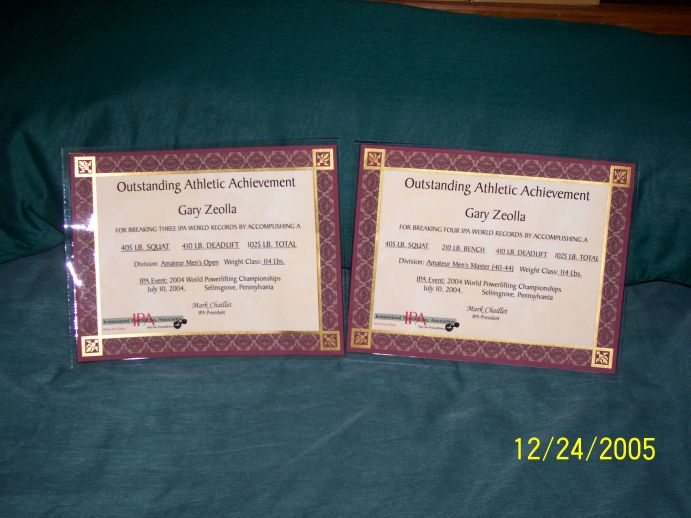 Outstanding Athletic Achievement
Gary Zeolla
FOR BREAKING THREE IPA WORLD RECORDS BY ACCOMPLISHING A
405 LB. SQUAT 410 LB. DEADLIFT 1025 LB. TOTAL
Division: Amateur Men's Open Weight Class: 114 Lbs.
IPA Event: 2004 World Powerlifting Championships
July 10, 2004, Selinsgrove, Pennsylvania
Mark Chaillet
IPA President
INTERNATIONAL IPA ASSOCIATION
Outstanding Athletic Achievement
Gary Zeolla
FOR BREAKING FOUR IPA WORLD RECORDS BY ACCOMPLISHING A
405 LB. SQUAT 210 LB. BENCH 410 LB. DEADLIFT 1025 LB. TOTAL
Division: Amateur Men's Master (40-44) Weight Class: 114 Lbs.
IPA Event: 2004 World Powerlifting Championships
July 10, 2004, Selinsgrove, Pennsylvania
Mark Chaillet
IPA President
INTERNATIONAL IPA ASSOCIATION
12/24/2005